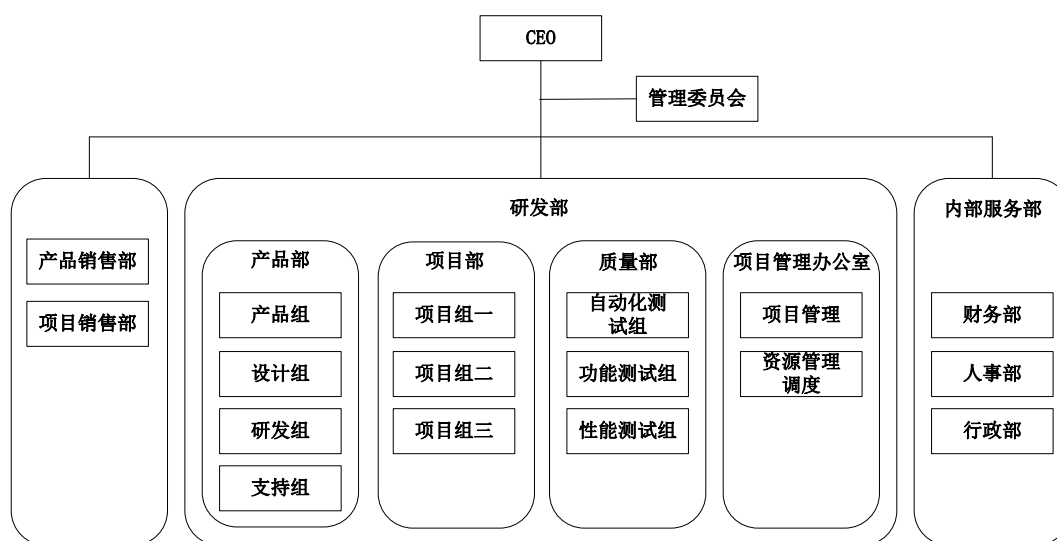 CEO
管理委员会
产品销售部
项目销售部
研发部
产品部
产品组
设计组
研发组
支持组
项目部
项目组一
项目组二
项目组三
质量部
自动化测
试组
功能测试组
性能测试组
项目管理办公室
项目管理
资源管理
调度
内部服务部
财务部
人事部
行政部